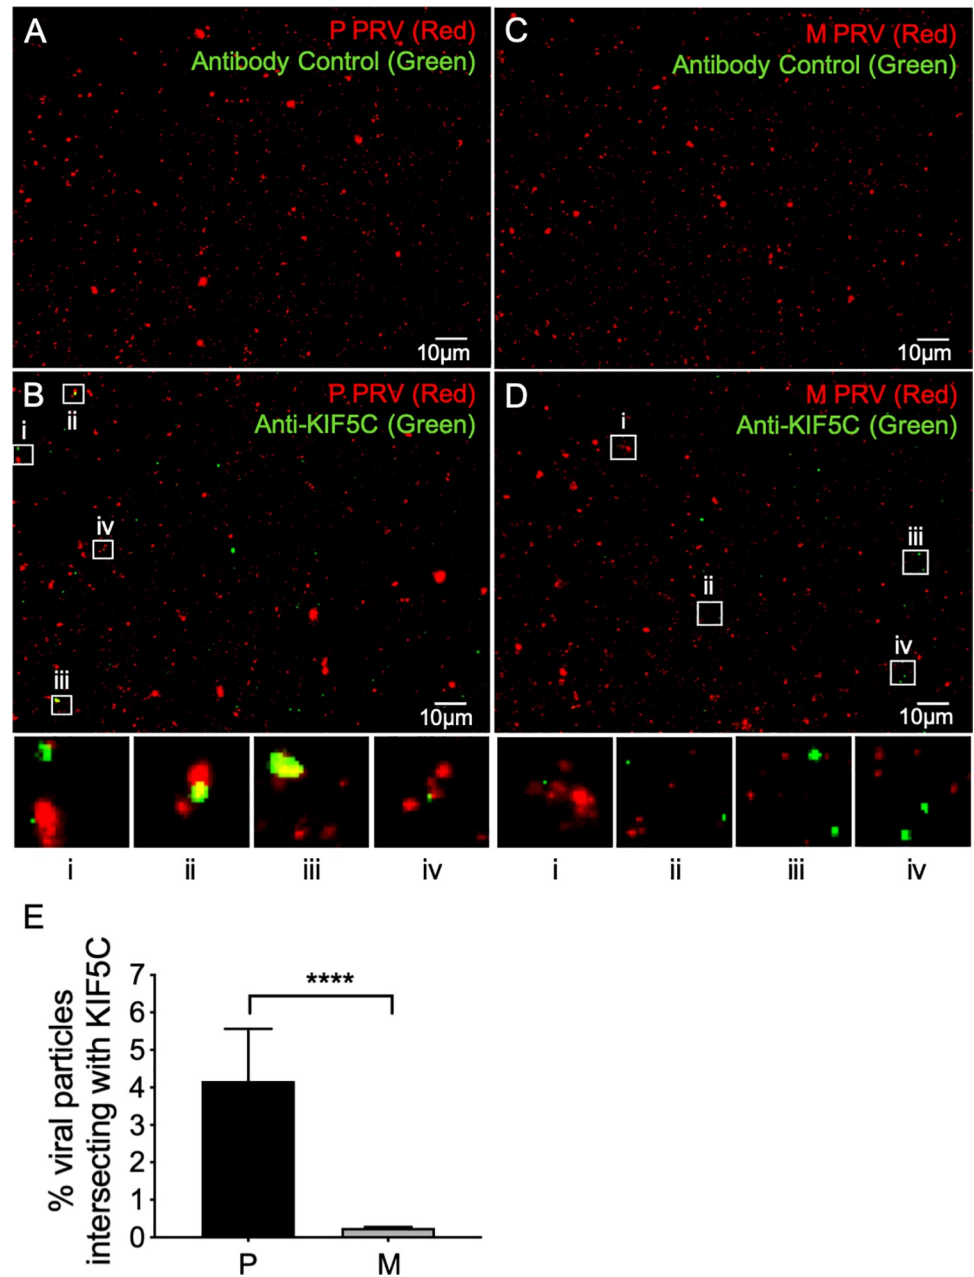 A
P PRV (Red)
Antibody Control (Green)
10µm
C
M PRV (Red)
Antibody Control (Green)
10µm
B
P PRV (Red)
Anti-KIF5C (Green)
ii
i
iv
iii
10µm
D
M PRV (Red)
Anti-KIF5C (Green)
i
iii
ii
iv
10µm
i
ii
iii
iv
i
ii
iii
iv
E
% viral particles
intersecting with KIF5C
7
6
5
4
3
2
1
0
****
P
M